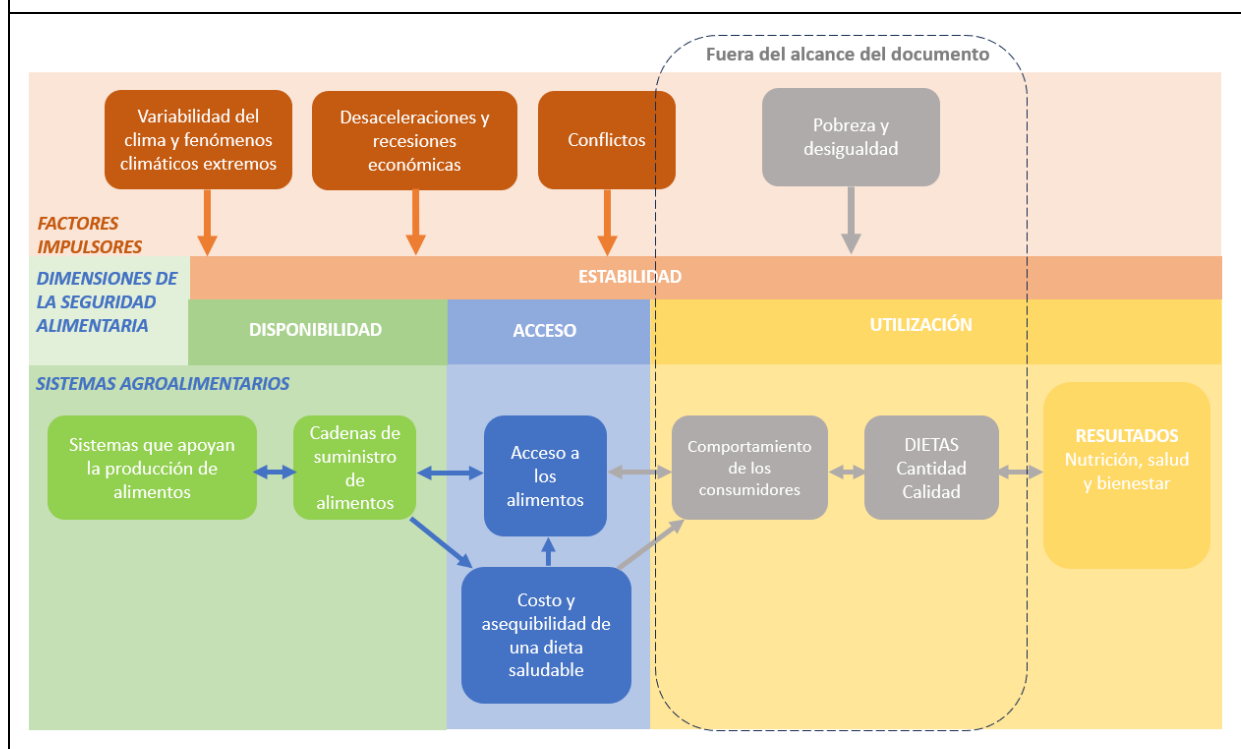 Fuera del alcance del documento
Variabilidad del
clima y fenómenos
climáticos extremos
Desaceleraciones y
recesiones
económicas
Conflictos
Pobreza y
desigualdad
FACTORES
IMPULSORES
DIMENSIONES DE
LA SEGURIDAD
ALIMENTARIA
ESTABILIDAD
DISPONIBILIDAD
ACCESO
UTILIZACIÓN
SISTEMAS AGROALIMENTARIOS
Sistemas que apoyan
la producción de
alimentos
Cadenas de
suministro
de
alimentos
Acceso a
los
alimentos
Comportamiento
de los
consumidores
DIETAS
Cantidad
Calidad
RESULTADOS
Nutrición, salud
y bienestar
Costo y
asequibilidad de
una dieta
saludable